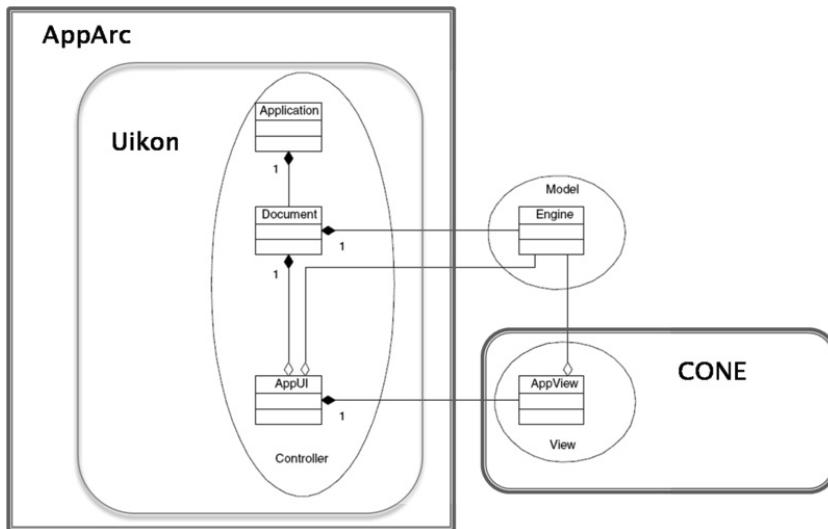 AppArc
Uikon
Application
1
Document
1
1
AppUI
1
Controller
Model
Engine
CONE
AppView
View